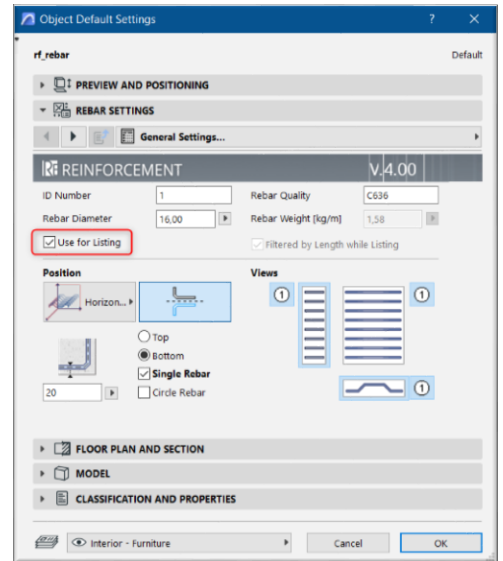 Object Default Settings ? ×
rf_rebar Default
PREVIEW AND POSITIONING
REBAR SETTINGS
General Settings...
RF REINFORCEMENT V.4.00
ID Number 1 Rebar Quality C636
Rebar Diameter 16,00 Rebar Weight [kg/m] 1,58
Use for Listing Filtered by Length while Listing
Position Views
Horizon... 1 1
Top
Bottom
Single Rebar 1
20 Circle Rebar
FLOOR PLAN AND SECTION
MODEL
CLASSIFICATION AND PROPERTIES
Interior - Furniture Cancel OK